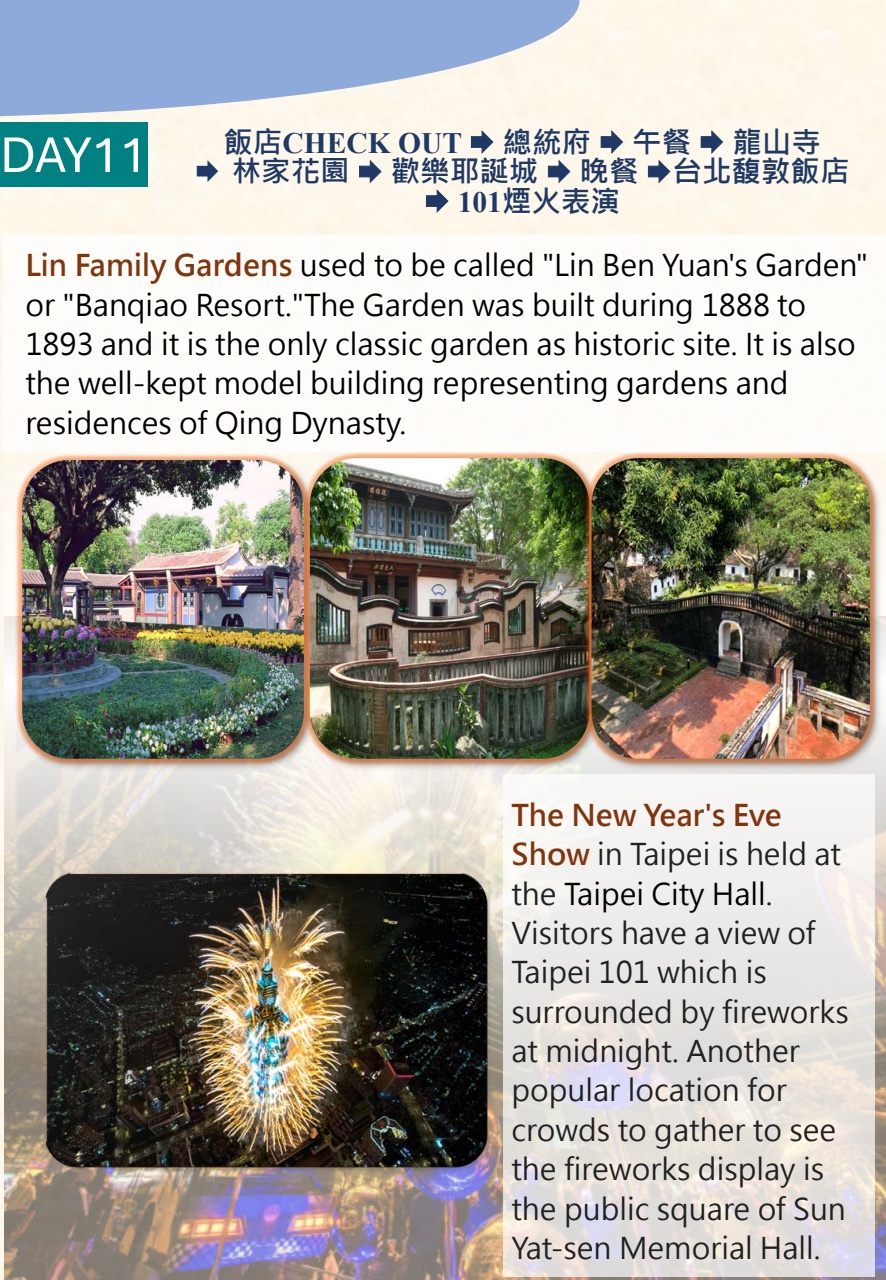 DAY11
飯店CHECK OUT ➡ 總統府 ➡ 午餐 ➡ 龍山寺
➡ 林家花園 ➡ 歡樂耶誕城 ➡ 晚餐 ➡台北馥敦飯店
➡ 101煙火表演
Lin Family Gardens used to be called "Lin Ben Yuan's Garden"
or "Banqiao Resort."The Garden was built during 1888 to
1893 and it is the only classic garden as historic site. It is also
the well-kept model building representing gardens and
residences of Qing Dynasty.
The New Year's Eve
Show in Taipei is held at
the Taipei City Hall.
Visitors have a view of
Taipei 101 which is
surrounded by fireworks
at midnight. Another
popular location for
crowds to gather to see
the fireworks display is
the public square of Sun
Yat-sen Memorial Hall.